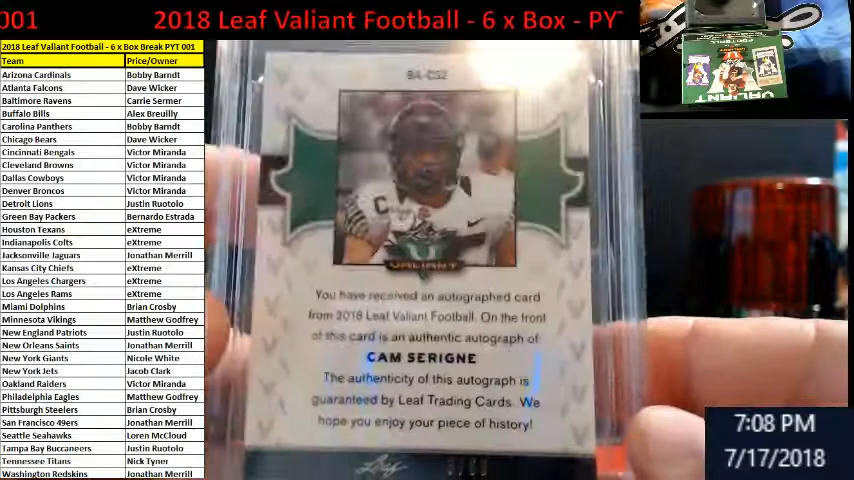 001 2018 Leaf Valiant Football - 6 x Box - PY
2018 Leaf Valiant Football - 6 x Box Break PYT 001
Team Price/Owner
Arizona Cardinals Bobby Barndt
Atlanta Falcons Dave Wicker
Baltimore Ravens Carrie Sermer
Buffalo Bills Alex Breuilly
Carolina Panthers Bobby Barndt
Chicago Bears Dave Wicker
Cincinnati Bengals Victor Miranda
Cleveland Browns Victor Miranda
Dallas Cowboys Victor Miranda
Denver Broncos Victor Miranda
Detroit Lions Justin Ruotolo
Green Bay Packers Bernardo Estrada
Houston Texans eXtreme
Indianapolis Colts eXtreme
Jacksonville Jaguars Jonathan Merrill
Kansas City Chiefs eXtreme
Los Angeles Chargers eXtreme
Los Angeles Rams eXtreme
Miami Dolphins Brian Crosby
Minnesota Vikings Matthew Godfrey
New England Patriots Justin Ruotolo
New Orleans Saints Jonathan Merrill
New York Giants Nicole White
New York Jets Jacob Clark
Oakland Raiders Victor Miranda
Philadelphia Eagles Matthew Godfrey
Pittsburgh Steelers Brian Crosby
San Francisco 49ers Jonathan Merrill
Seattle Seahawks Loren McCloud
Tampa Bay Buccaneers Justin Ruotolo
Tennessee Titans Nick Tyner
Washington Redskins Jonathan Merrill
BA-CS2
C
Leaf
VALIANT
You have received an autographed card
from 2018 Leaf Valiant Football. On the front
of this card is an authentic autograph of:
CAM SERIGNE
The authenticity of this autograph is
guaranteed by Leaf Trading Cards. We
hope you enjoy your piece of history!
Leaf
VALIANT
7:08 PM
7/17/2018